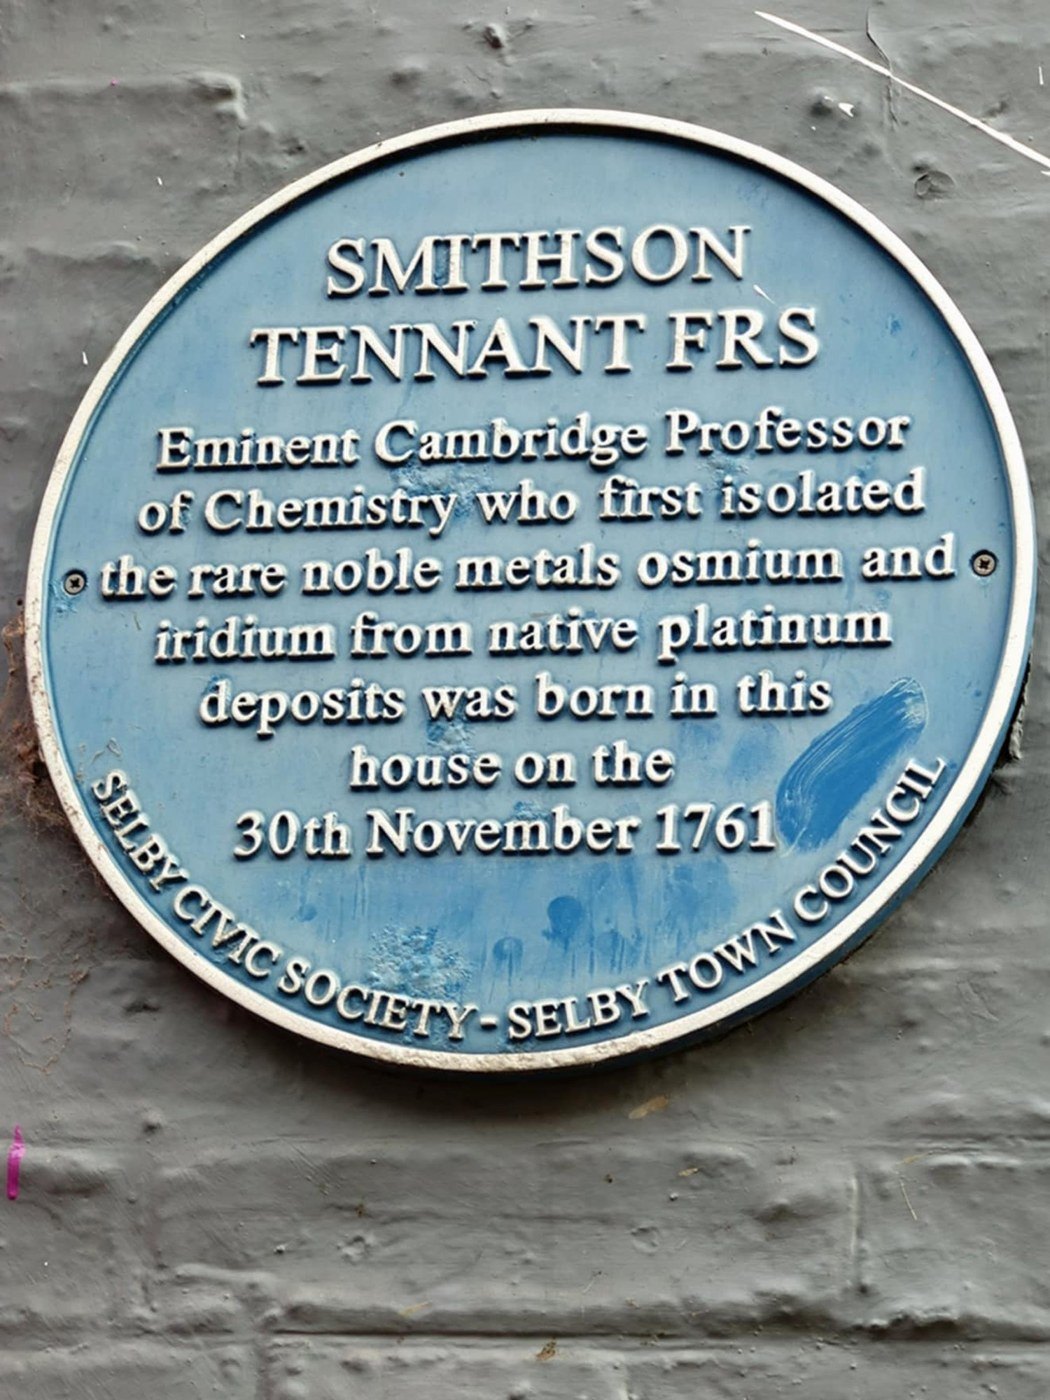 SMITHSON
TENNANT FRS
Eminent Cambridge Professor
of Chemistry who first isolated
the rare noble metals osmium and
iridium from native platinum
deposits was born in this
house on the
30th November 1761
SELBY CIVIC SOCIETY - SELBY TOWN COUNCIL